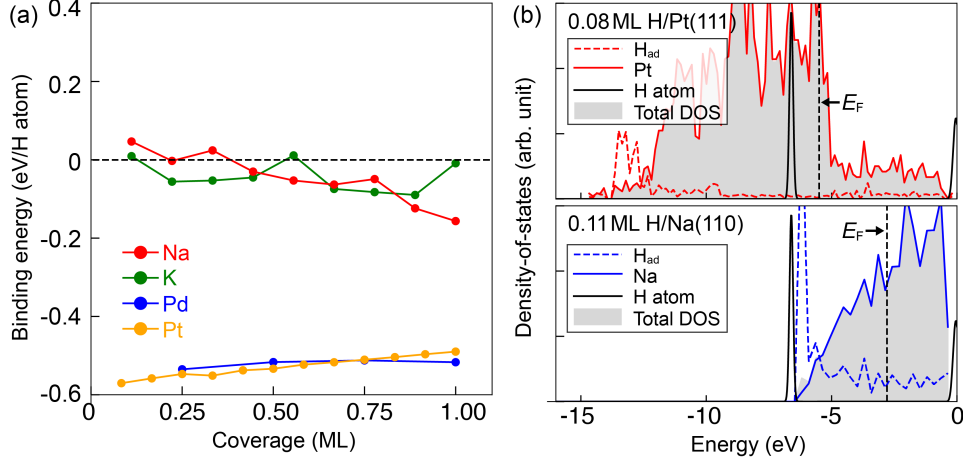 (a)
0.4
0.2
0
-0.2
-0.4
-0.6
Binding energy (eV/H atom)
Na
K
Pd
Pt
0
0.25
0.50
0.75
1.00
Coverage (ML)
(b)
0.08 ML H/Pt(111)
Had
Pt
H atom
Total DOS
EF
0.11 ML H/Na(110)
Had
Na
H atom
Total DOS
EF
Density-of-states (arb. unit)
-15
-10
-5
0
Energy (eV)